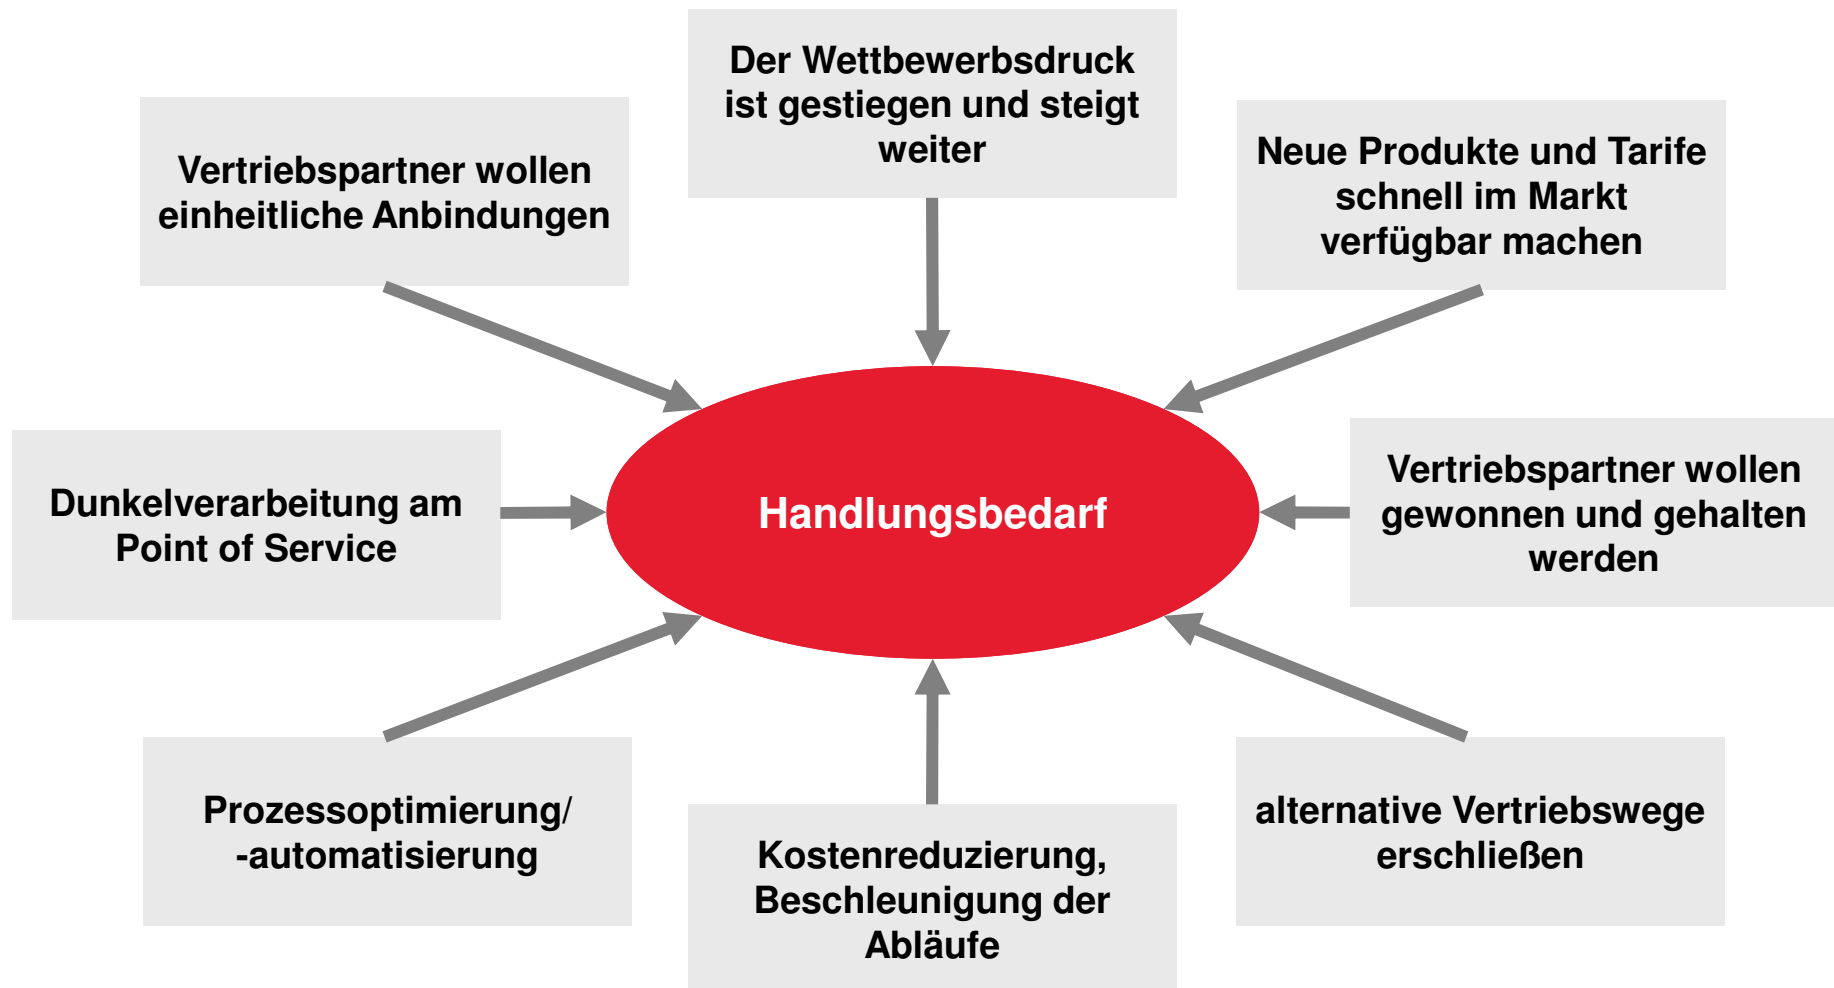 Der Wettbewerbsdruck
ist gestiegen und steigt
weiter
Vertriebspartner wollen
einheitliche Anbindungen
Neue Produkte und Tarife
schnell im Markt
verfügbar machen
Dunkelverarbeitung am
Point of Service
Handlungsbedarf
Vertriebspartner wollen
gewonnen und gehalten
werden
Prozessoptimierung/
-automatisierung
Kostenreduzierung,
Beschleunigung der
Abläufe
alternative Vertriebswege
erschließen